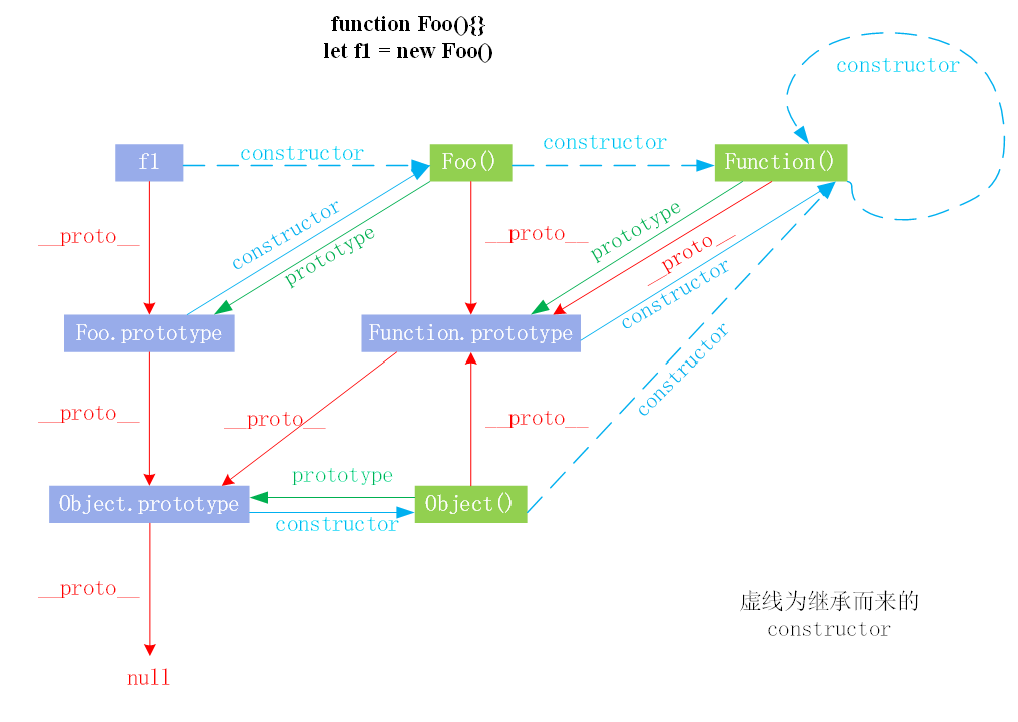 function Foo(){}
let f1 = new Foo()
constructor
f1
constructor
Foo()
constructor
Function()
__proto__
constructor
prototype
__proto__
prototype
__proto__
constructor
Foo.prototype
Function.prototype
constructor
__proto__
__proto__
__proto__
prototype
Object.prototype
Object()
constructor
__proto__
虚线为继承而来的
constructor
null